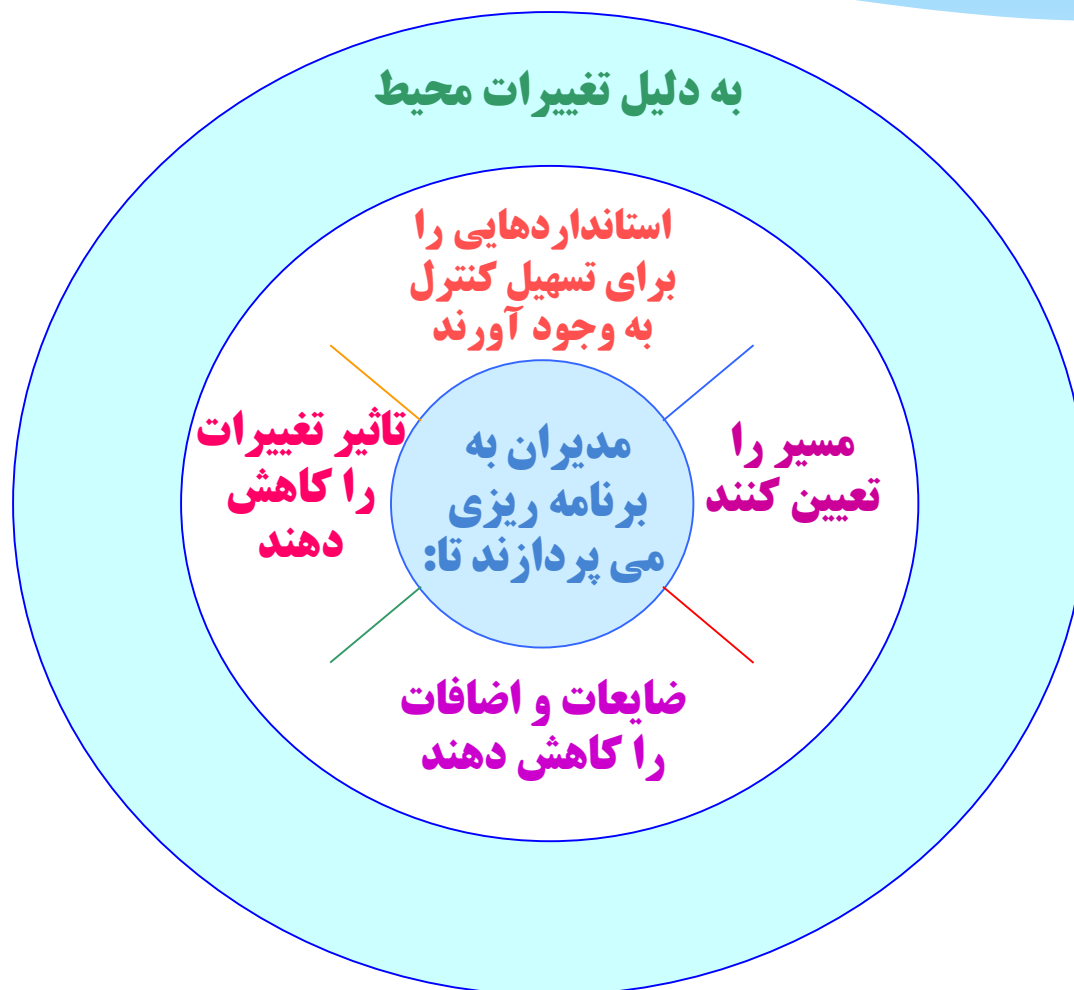 به دلیل تغییرات محیط
استانداردهایی را
برای تسهیل کنترل
به وجود آورند
مسیر را
تعیین کنند
مدیران به
برنامه ریزی
می پردازند تا:
تاثیر تغییرات
را کاهش
دهند
ضایعات و اضافات
را کاهش دهند